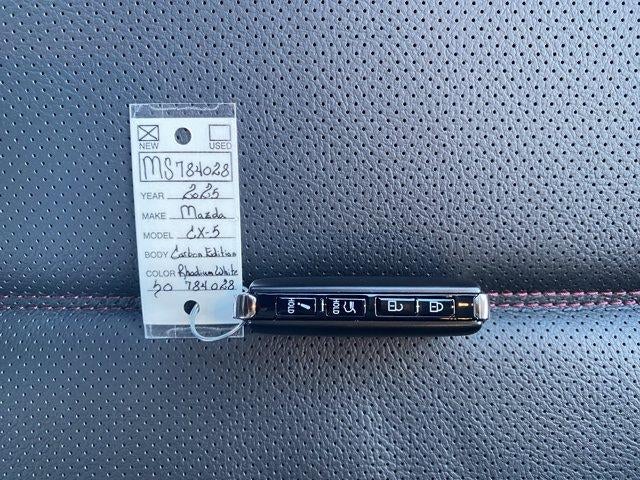 NEW USED
MS784028
YEAR 2025
MAKE Mazda
MODEL CX-5
BODY Carbon Edition
COLOR Rhodium White
50 784028
HOLD HOLD